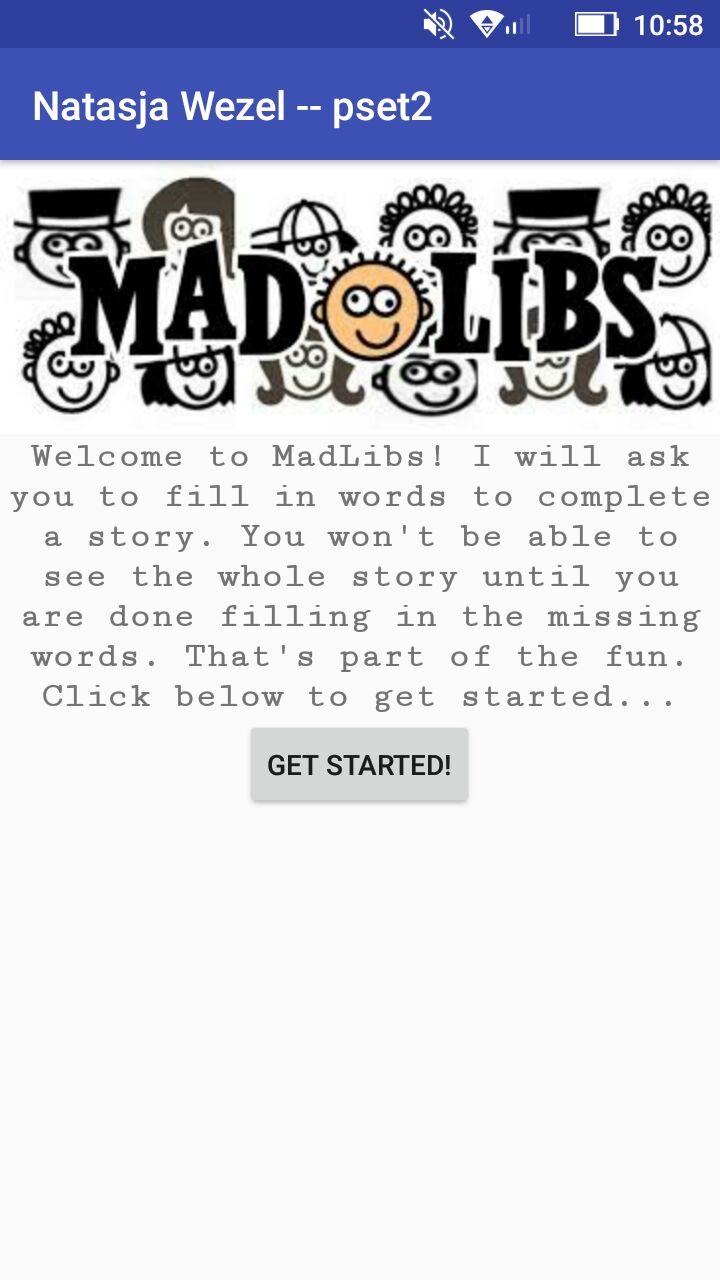 10:58
Natasja Wezel -- pset2
MAD LIBS
Welcome to MadLibs! I will ask
you to fill in words to complete
a story. You won't be able to
see the whole story until you
are done filling in the missing
words. That's part of the fun.
Click below to get started...
GET STARTED!